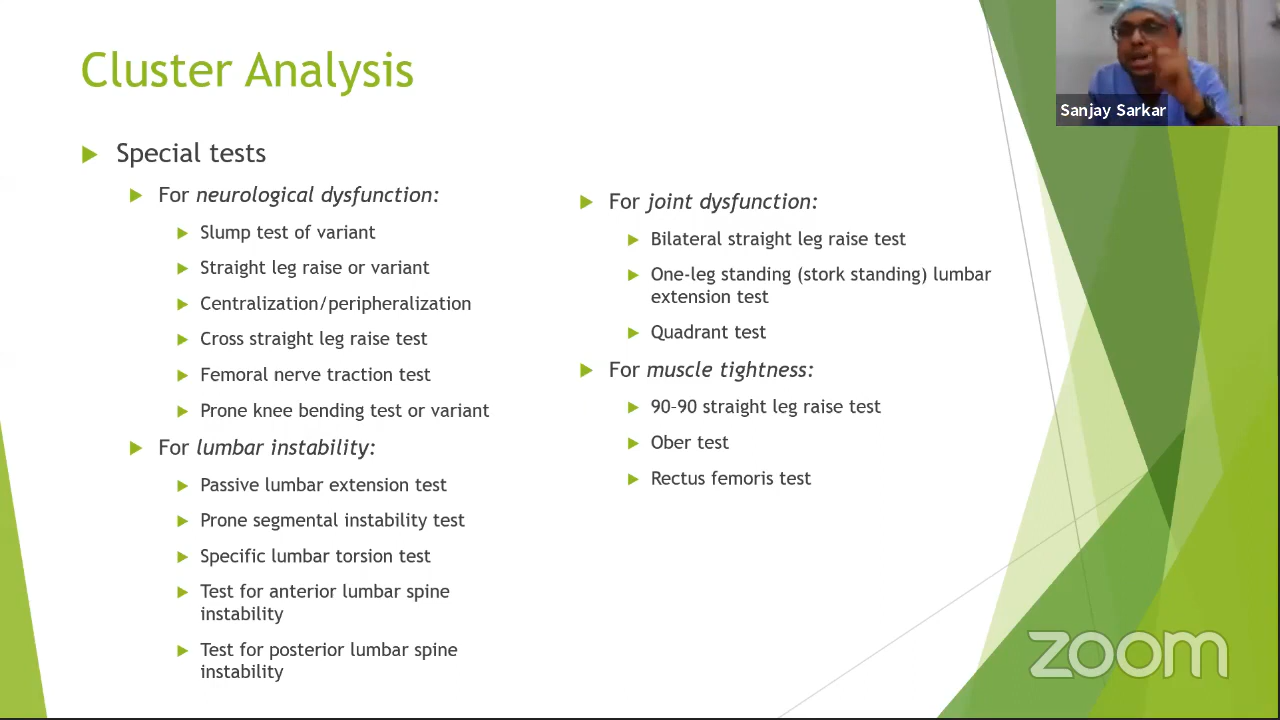 Cluster Analysis
Special tests
For neurological dysfunction:
Slump test of variant
Straight leg raise or variant
Centralization/peripheralization
Cross straight leg raise test
Femoral nerve traction test
Prone knee bending test or variant
For lumbar instability:
Passive lumbar extension test
Prone segmental instability test
Specific lumbar torsion test
Test for anterior lumbar spine
instability
Test for posterior lumbar spine
instability
For joint dysfunction:
Bilateral straight leg raise test
One-leg standing (stork standing) lumbar
extension test
Quadrant test
For muscle tightness:
90-90 straight leg raise test
Ober test
Rectus femoris test
Sanjay Sarkar
zoom